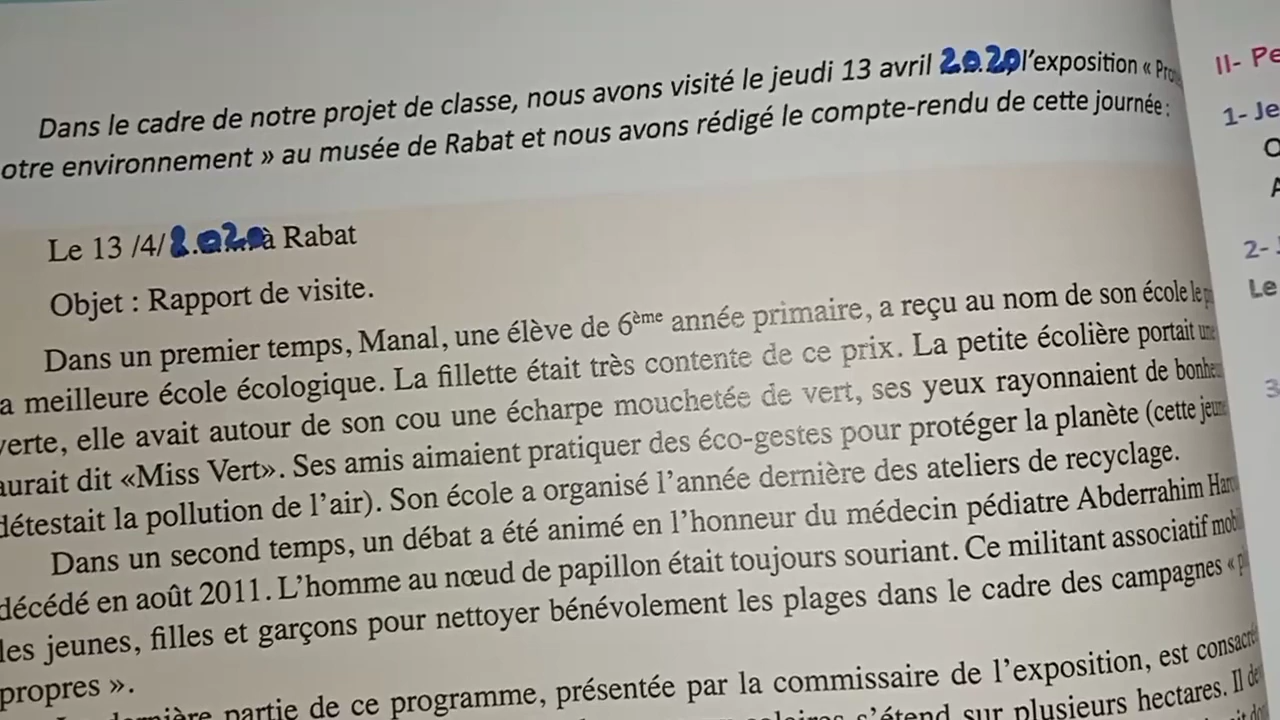 Dans le cadre de notre projet de classe, nous avons visité le jeudi 13 avril 2020, l'exposition «
otre environnement » au musée de Rabat et nous avons rédigé le compte-rendu de cette journée :
Le 13 /4/2020 à Rabat
Objet : Rapport de visite.
Dans un premier temps, Manal, une élève de 6ème année primaire, a reçu au nom de son école le
a meilleure école écologique. La fillette était très contente de ce prix. La petite écolière portait une
verte, elle avait autour de son cou une écharpe mouchetée de vert, ses yeux rayonnaient de bonheu
aurait dit «Miss Vert». Ses amis aimaient pratiquer des éco-gestes pour protéger la planète (cette jeune
détestait la pollution de l'air). Son école a organisé l'année dernière des ateliers de recyclage.
Dans un second temps, un débat a été animé en l'honneur du médecin pédiatre Abderrahim
décédé en août 2011. L'homme au nœud de papillon était toujours souriant. Ce militant associatif
les jeunes, filles et garçons pour nettoyer bénévolement les plages dans le cadre des campagnes «
propres ».
partie de ce programme, présentée par la commissaire de l'exposition, est consacré
s'étend sur plusieurs hectares. Il
II- Pe
1- Je
O
A
2-
Le
3